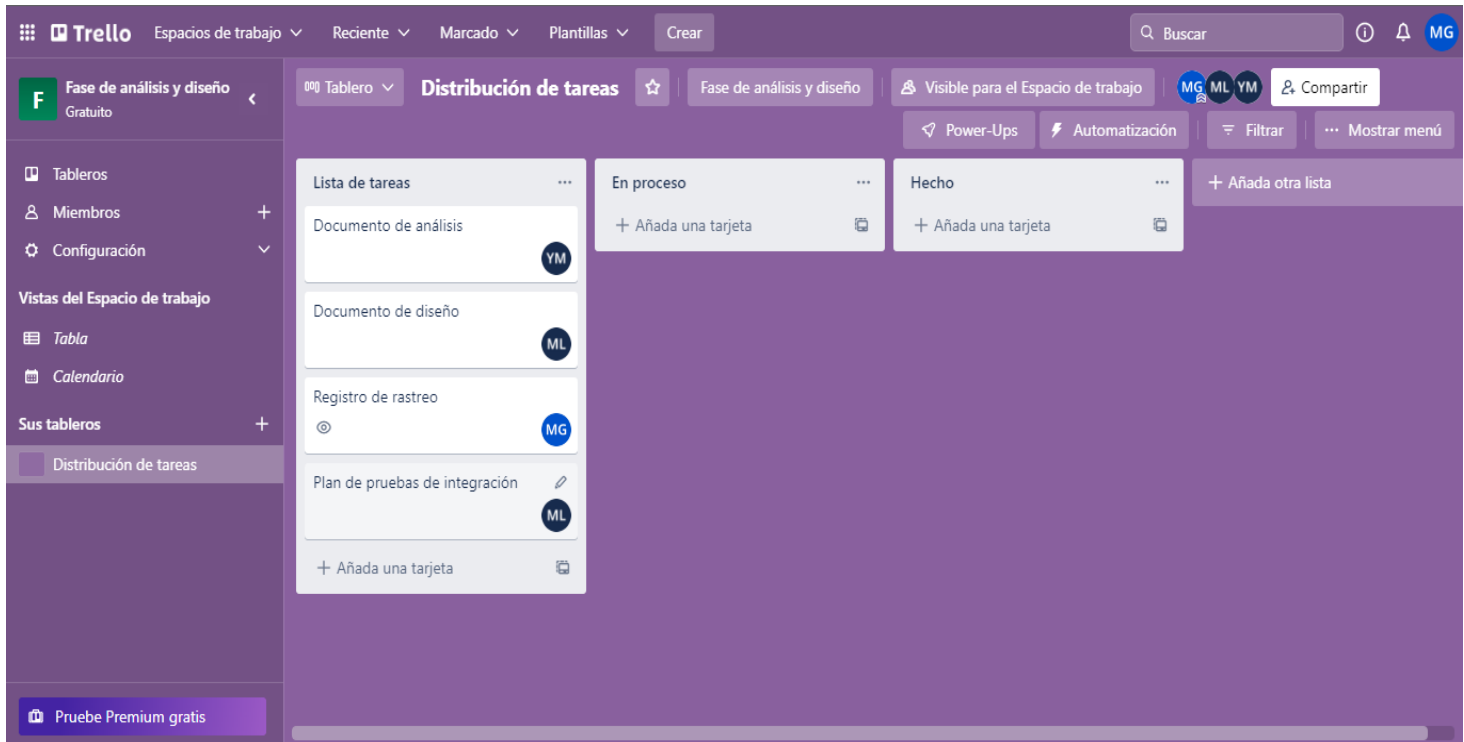 Trello Espacios de trabajo Reciente Marcado Plantillas Crear Buscar MG
F Fase de análisis y diseño
Gratuito
Tableros
Miembros
Configuración
Vistas del Espacio de trabajo
Tabla
Calendario
Sus tableros
Distribución de tareas
Pruebe Premium gratis
Tablero Distribución de tareas Fase de análisis y diseño Visible para el Espacio de trabajo MG ML YM Compartir
Power-Ups Automatización Filtrar Mostrar menú
Lista de tareas
Documento de análisis
YM
Documento de diseño
ML
Registro de rastreo
MG
Plan de pruebas de integración
ML
Añada una tarjeta
En proceso
Añada una tarjeta
Hecho
Añada una tarjeta
Añada otra lista